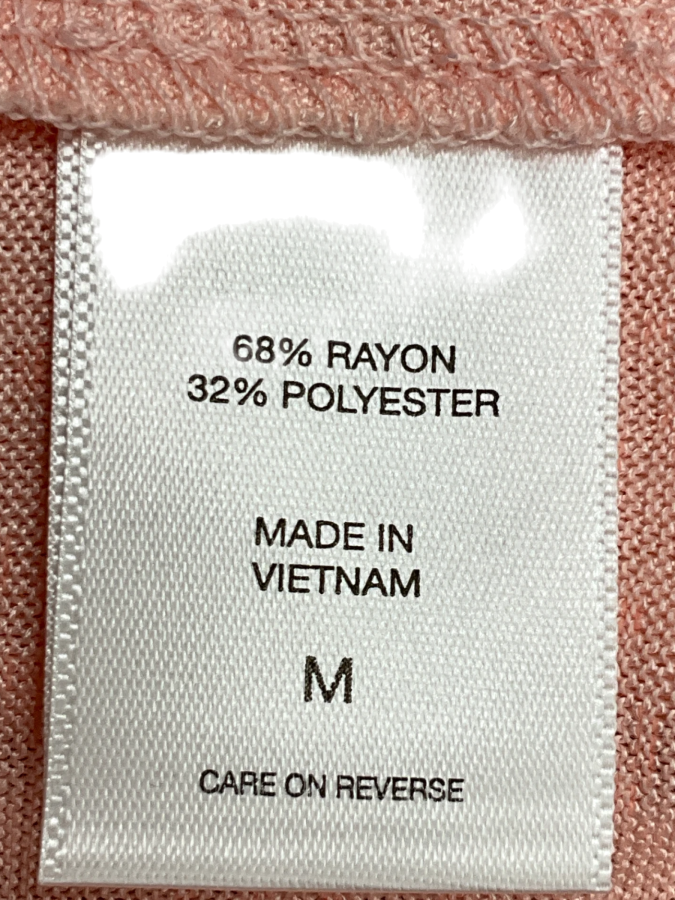 68% RAYON
32% POLYESTER
MADE IN
VIETNAM
M
CARE ON REVERSE